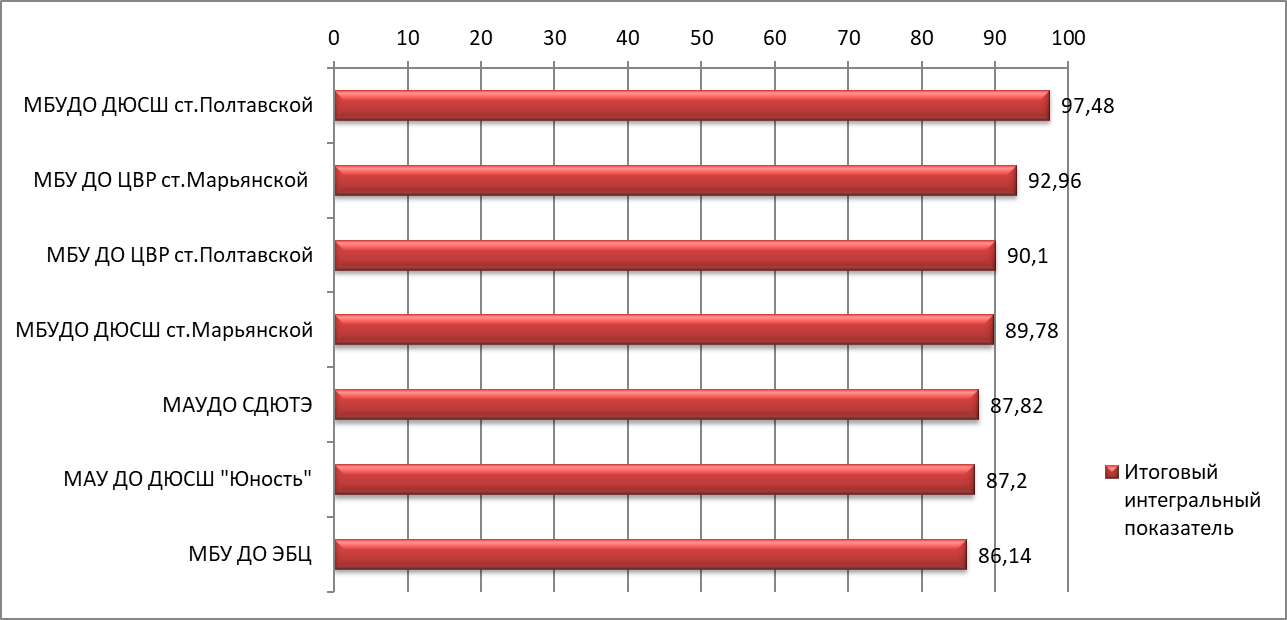 0 10 20 30 40 50 60 70 80 90 100
МБУДО ДЮСШ ст.Полтавской 97,48
МБУ ДО ЦВР ст.Марьянской 92,96
МБУ ДО ЦВР ст.Полтавской 90,1
МБУДО ДЮСШ ст.Марьянской 89,78
МАУДО СДЮТЭ 87,82
МАУ ДО ДЮСШ "Юность" 87,2
МБУ ДО ЭБЦ 86,14
Итоговый
интегральный
показатель